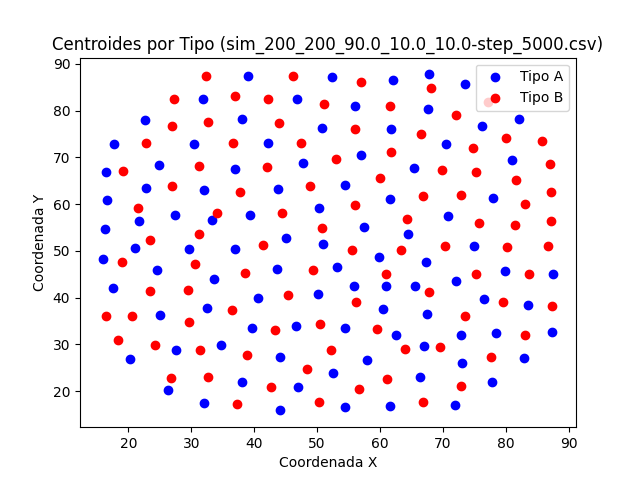 Centroides por Tipo (sim_200_200_90.0_10.0_10.0-step_5000.csv)
90
80
70
60
50
40
30
20
Coordenada Y
Tipo A
Tipo B
20 30 40 50 60 70 80 90
Coordenada X